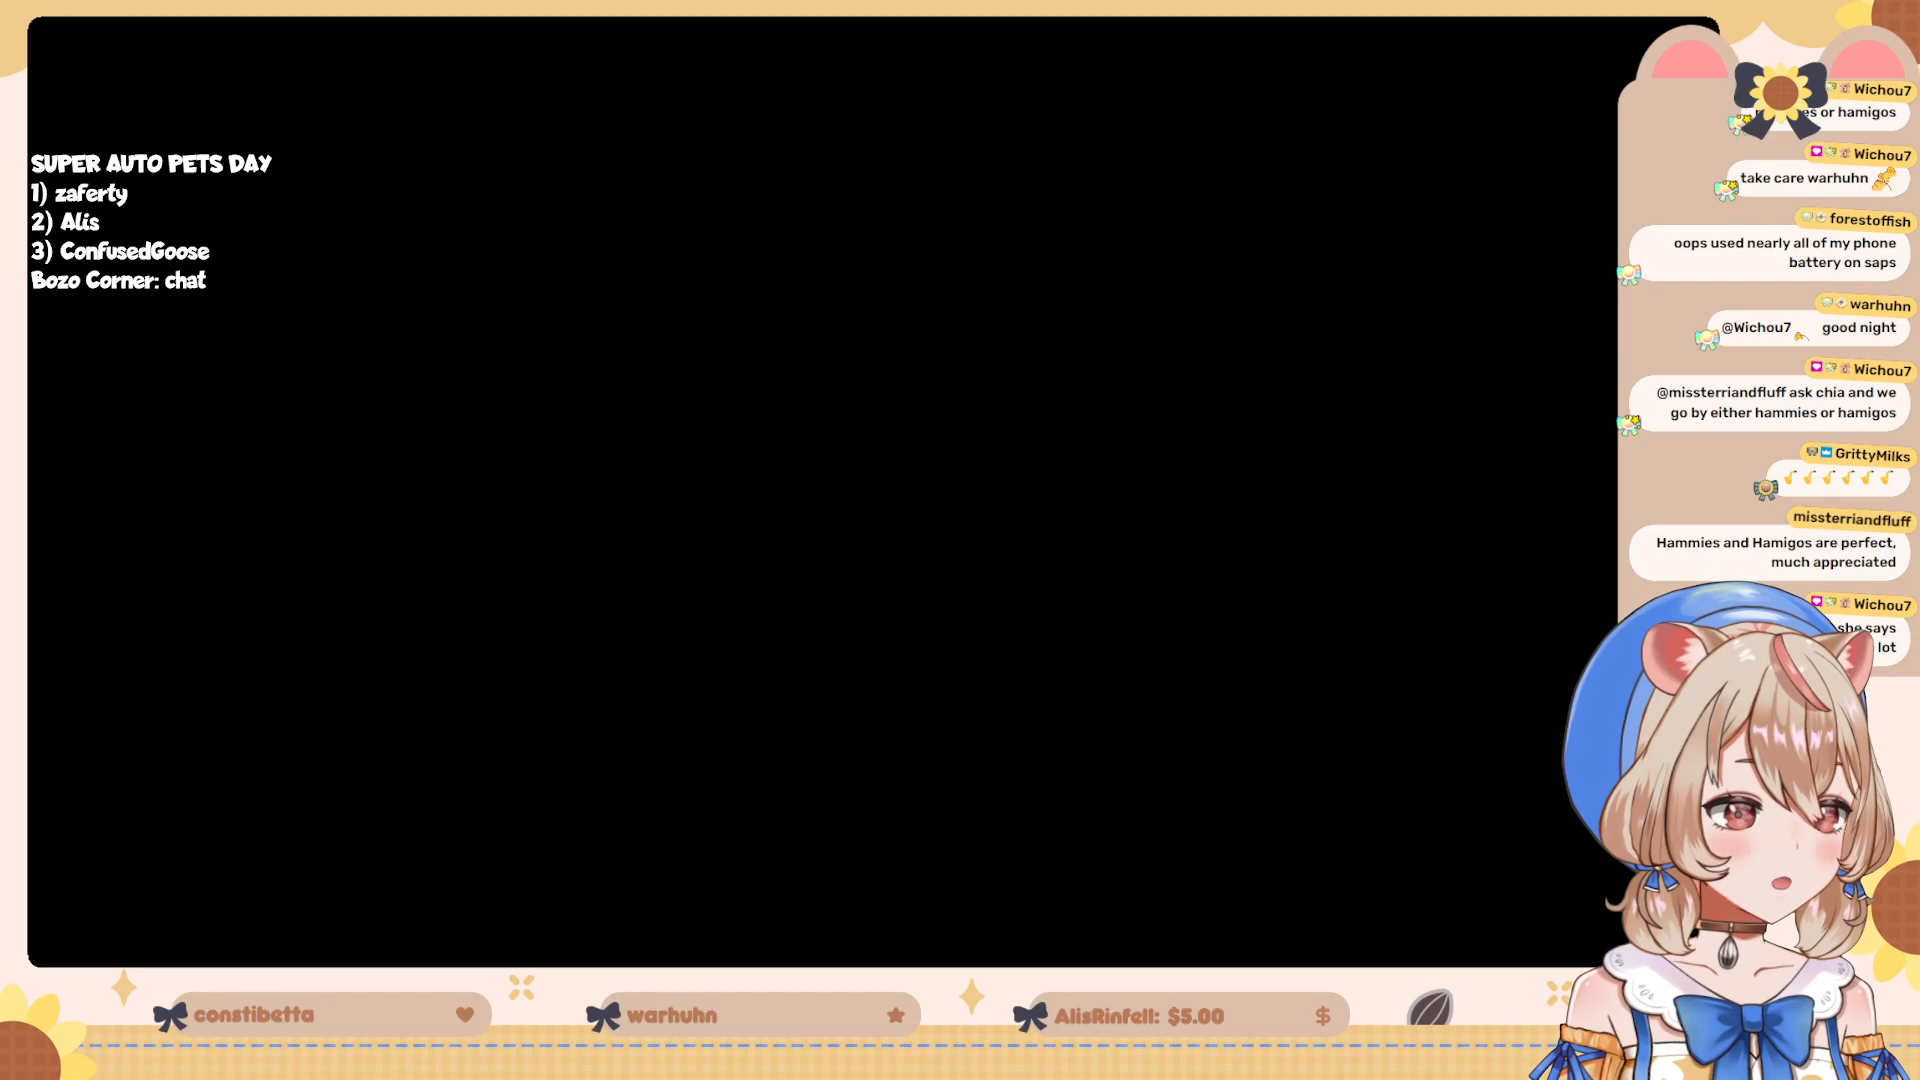 SUPER AUTO PETS DAY
1) zaferty
2) Alis
3) ConfusedGoose
Bozo Corner: chat
Wichou7
or hamigos
Wichou7
take care warhuhn
forestoffish
oops used nearly all of my phone
battery on saps
warhuhn
@Wichou7 good night
Wichou7
@missterriandfluff ask chia and we
go by either hammies or hamigos
GrittyMilks
missterriandfluff
Hammies and Hamigos are perfect,
much appreciated
Wichou7
she says
lot
constibetta
warhuhn
AlisRinfell: $5.00
$